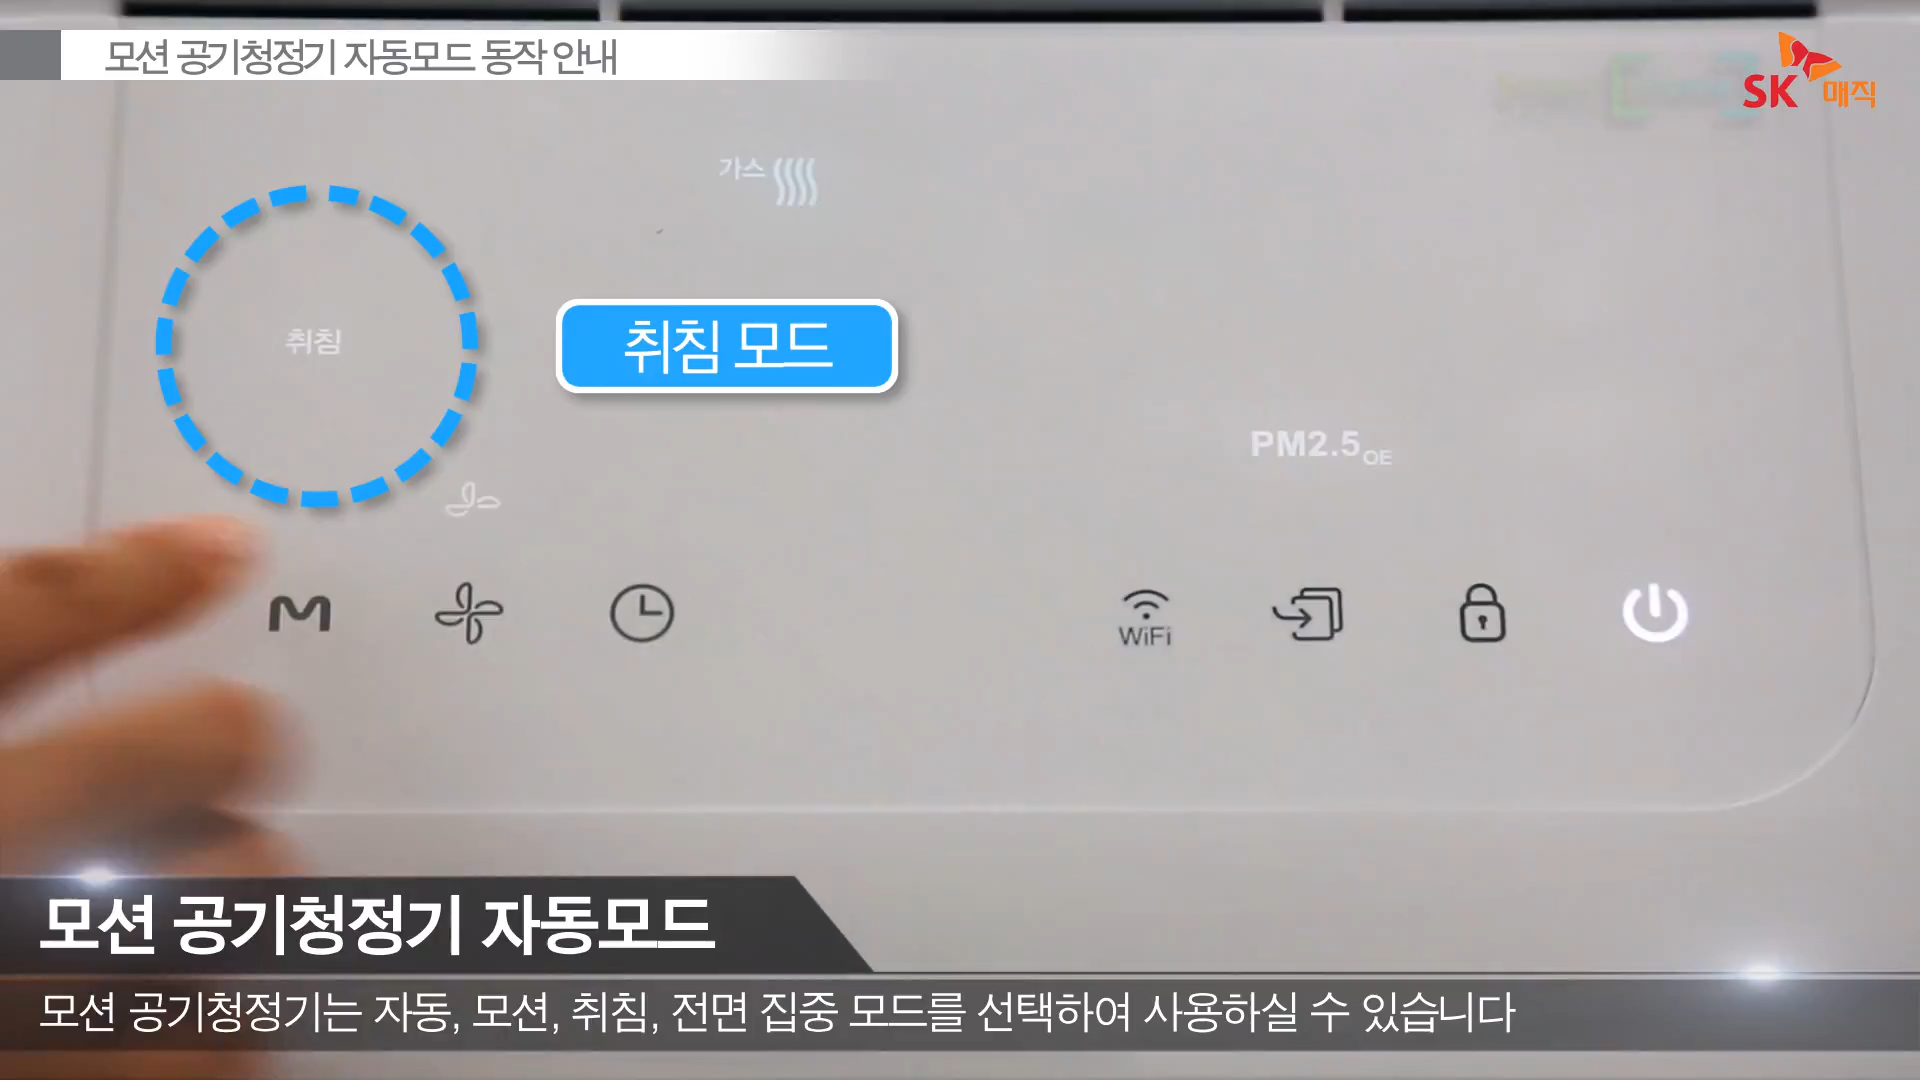 모션 공기청정기 자동모드 동작 안내
SK 매직
가스
취침
취침 모드
PM2.5OE
WiFi
모션 공기청정기 자동모드
모션 공기청정기는 자동, 모션, 취침, 전면 집중 모드를 선택하여 사용하실 수 있습니다